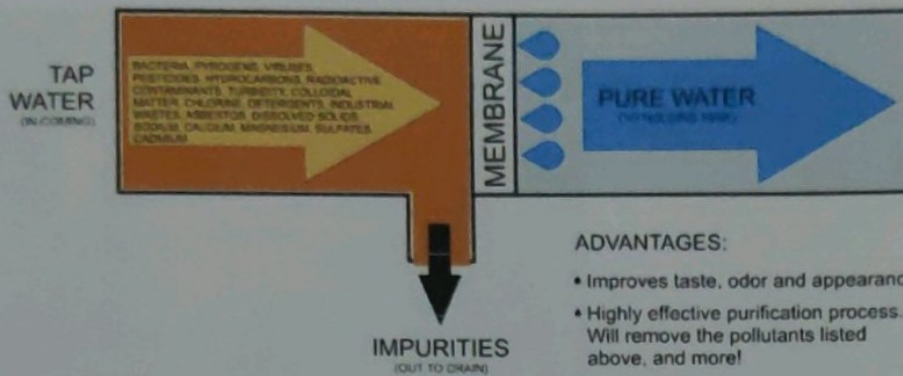 TAP
WATER
(IN-COMING)
BACTERIA, PYROGENS, VIRUSES,
PESTICIDES, HYDROCARBONS, RADIOACTIVE
CONTAMINANTS, TURBIDITY, COLLOIDAL
MATTER, CHLORINE, DETERGENTS, INDUSTRIAL
WASTES, ASBESTOS, DISSOLVED SOLIDS,
SODIUM, CALCIUM, MAGNESIUM, SULFATES,
CADMIUM
MEMBRANE
PURE WATER
IMPURITIES
(OUT TO DRAIN)
ADVANTAGES:
• Improves taste, odor and appearanc
• Highly effective purification process.
Will remove the pollutants listed
above, and more!